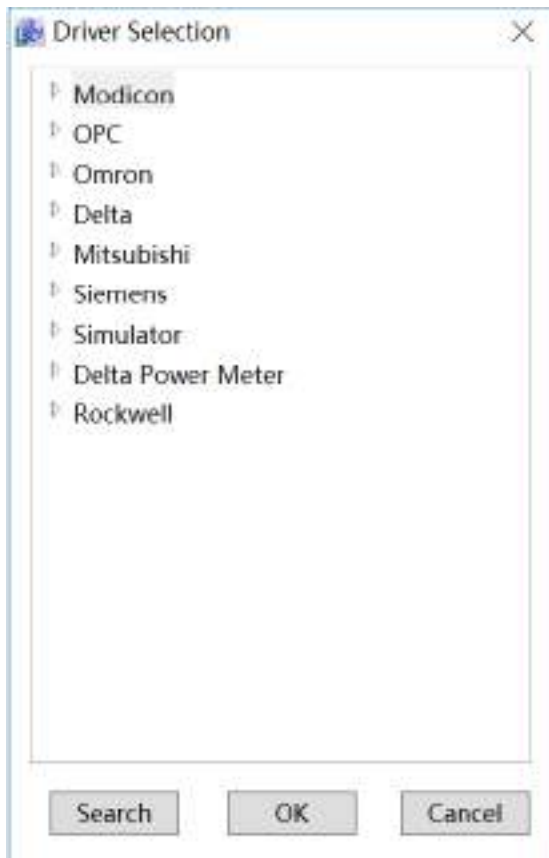 Driver Selection
Modicon
OPC
Omron
Delta
Mitsubishi
Siemens
Simulator
Delta Power Meter
Rockwell
Search OK Cancel